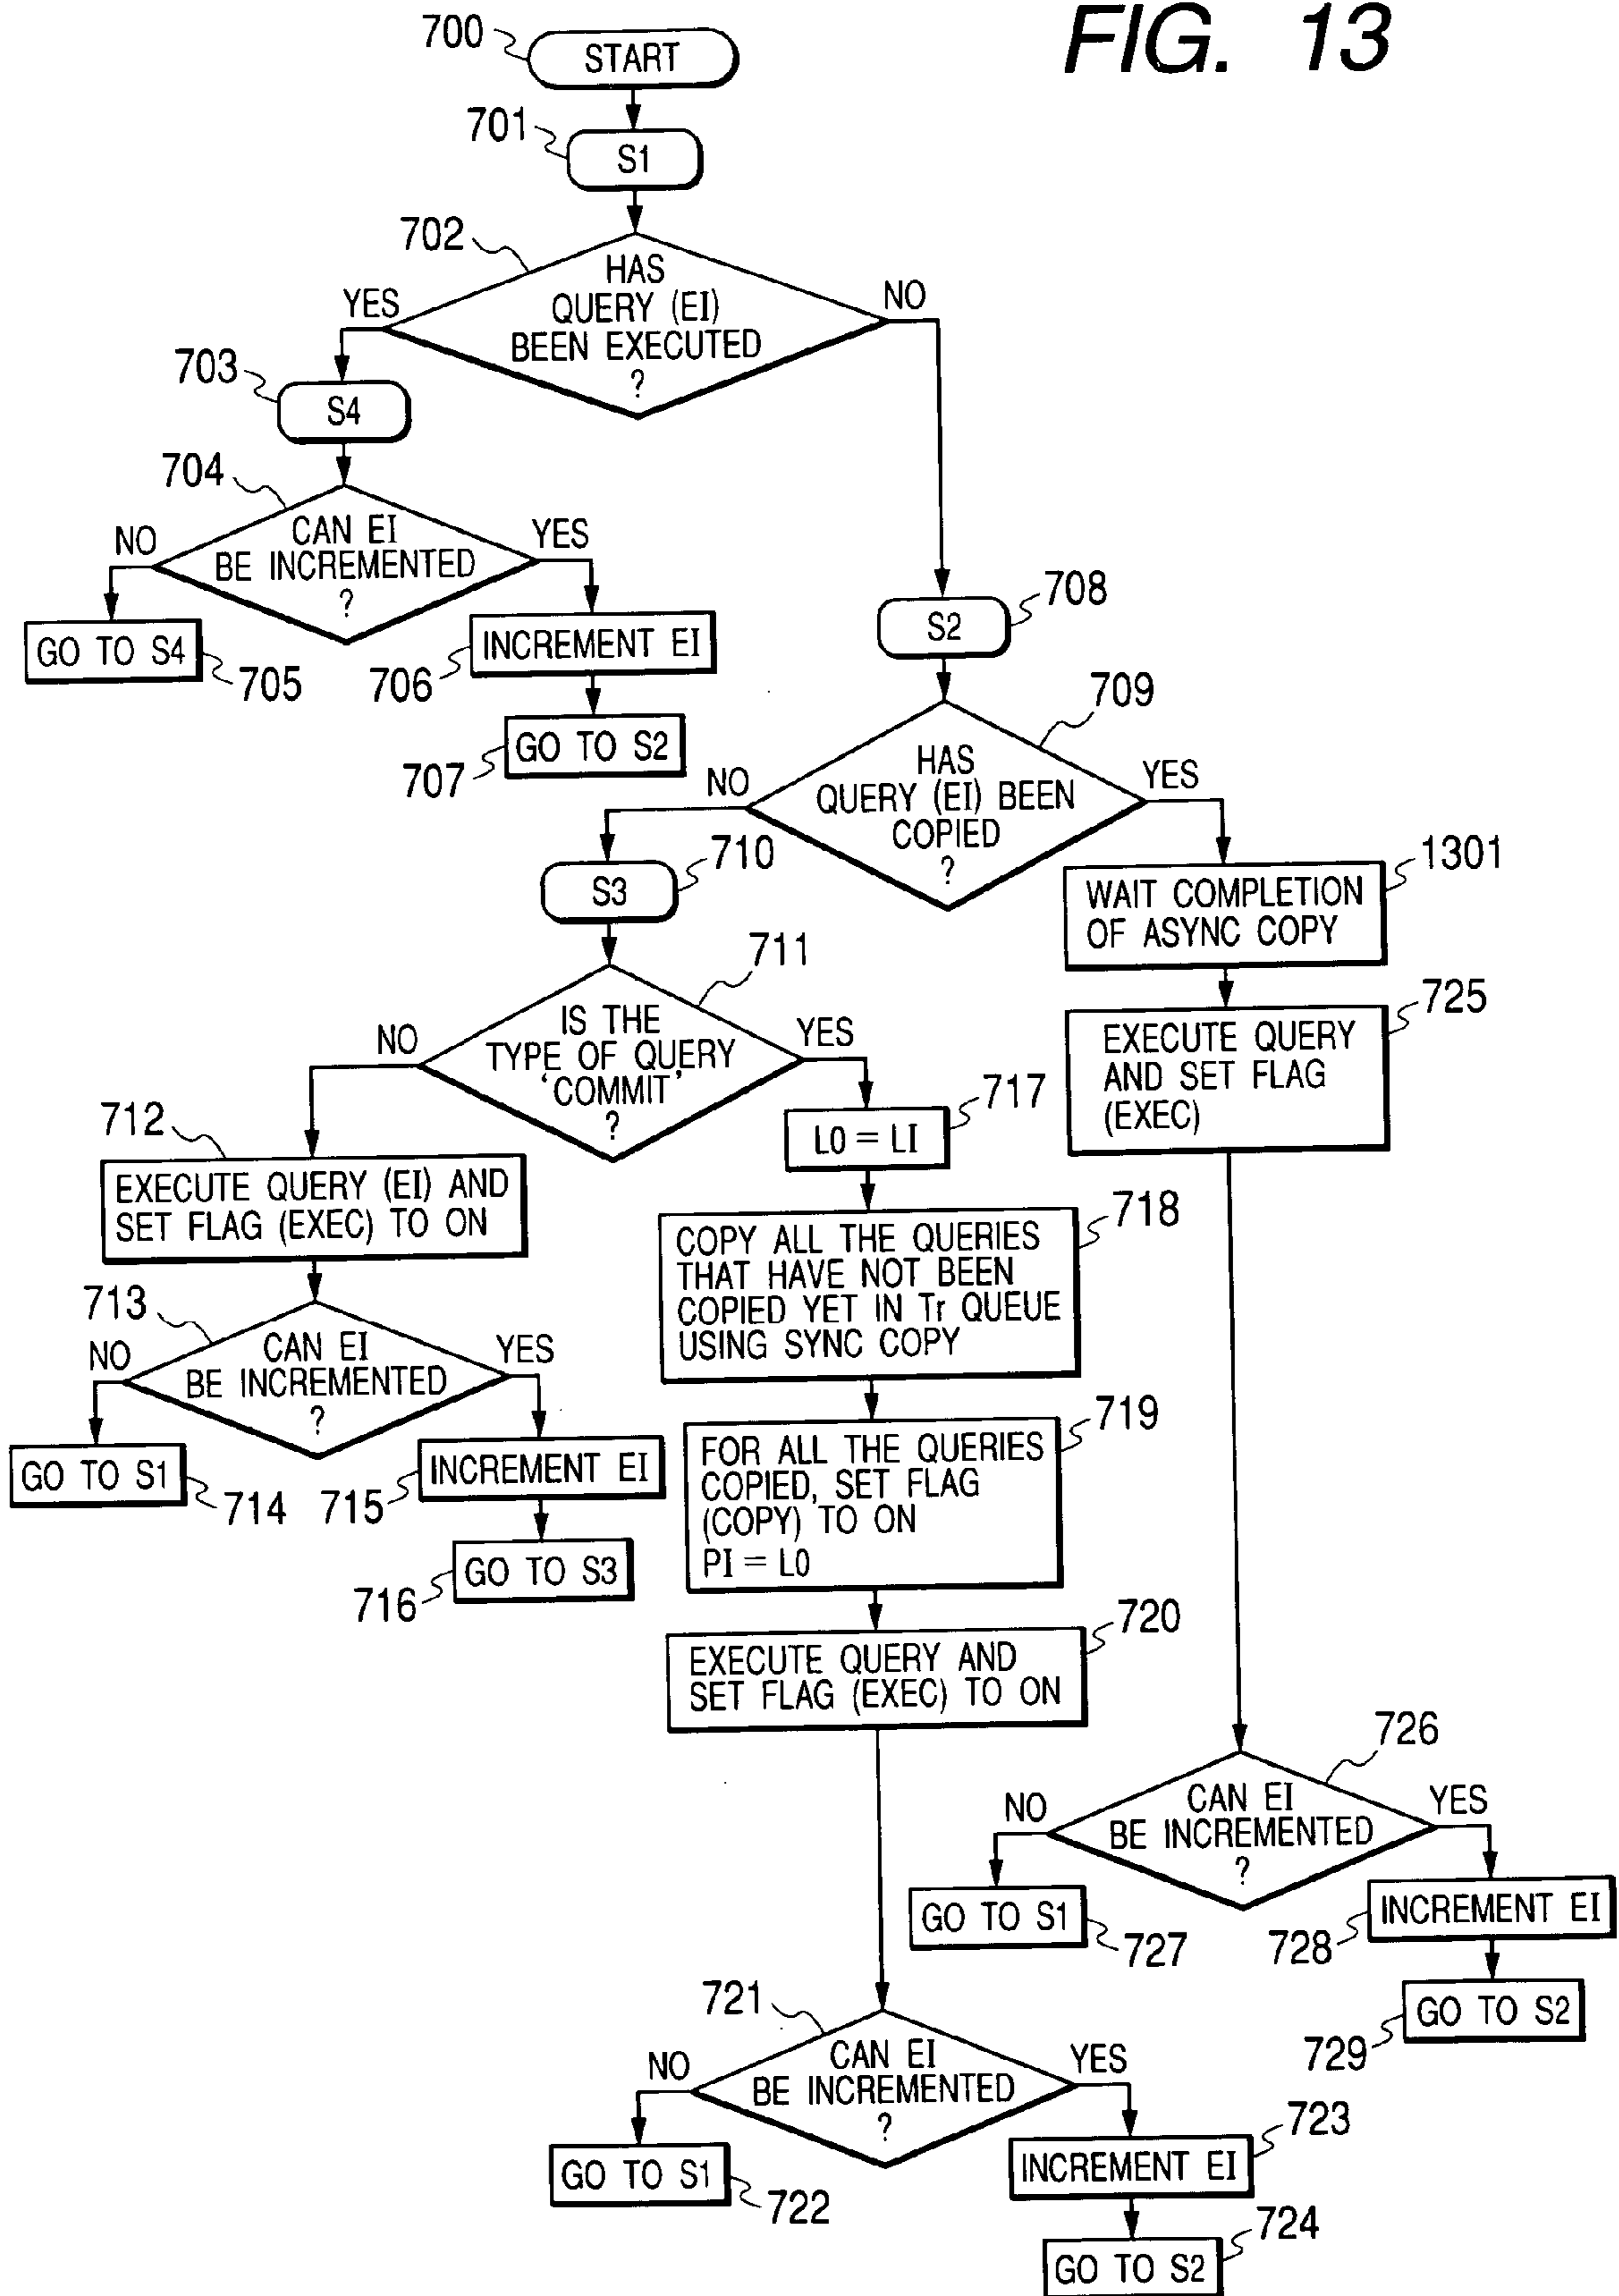 FIG. 13
700
START
701
S1
702
HAS
QUERY (EI)
BEEN EXECUTED
?
YES
NO
703
S4
704
CAN EI
BE INCREMENTED
?
NO
YES
GO TO S4
705
706
INCREMENT EI
707
GO TO S2
S2
708
709
HAS
QUERY (EI) BEEN
COPIED
?
NO
YES
S3
710
1301
WAIT COMPLETION
OF ASYNC COPY
711
IS THE
TYPE OF QUERY
'COMMIT'
?
NO
YES
725
EXECUTE QUERY
AND SET FLAG
(EXEC)
712
EXECUTE QUERY (EI) AND
SET FLAG (EXEC) TO ON
717
L0 = LI
718
COPY ALL THE QUERIES
THAT HAVE NOT BEEN
COPIED YET IN Tr QUEUE
USING SYNC COPY
713
CAN EI
BE INCREMENTED
?
NO
YES
GO TO S1
714
715
INCREMENT EI
716
GO TO S3
719
FOR ALL THE QUERIES
COPIED, SET FLAG
(COPY) TO ON
PI = L0
720
EXECUTE QUERY AND
SET FLAG (EXEC) TO ON
726
CAN EI
BE INCREMENTED
?
NO
YES
GO TO S1
727
728
INCREMENT EI
729
GO TO S2
721
CAN EI
BE INCREMENTED
?
NO
YES
GO TO S1
722
723
INCREMENT EI
724
GO TO S2